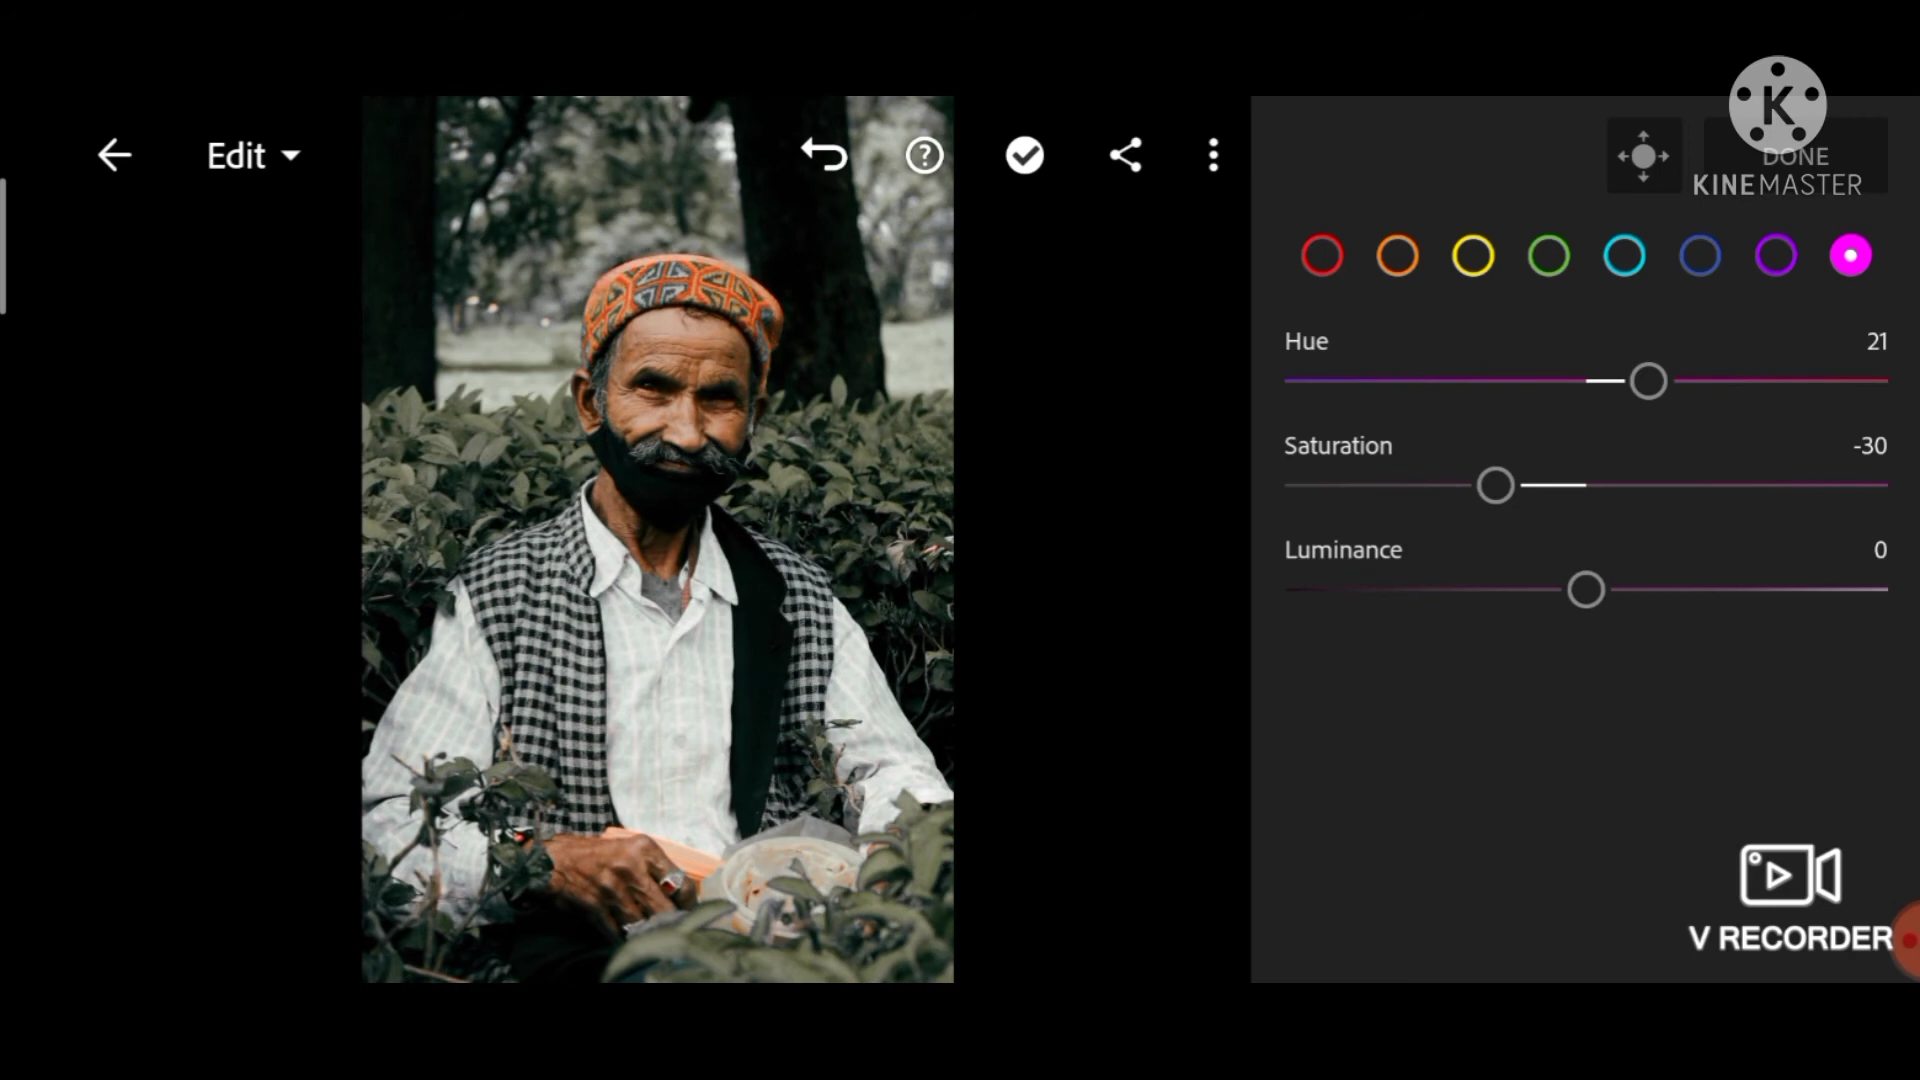 Edit
DONE
KINEMASTER
Hue 21
Saturation -30
Luminance 0
V RECORDER